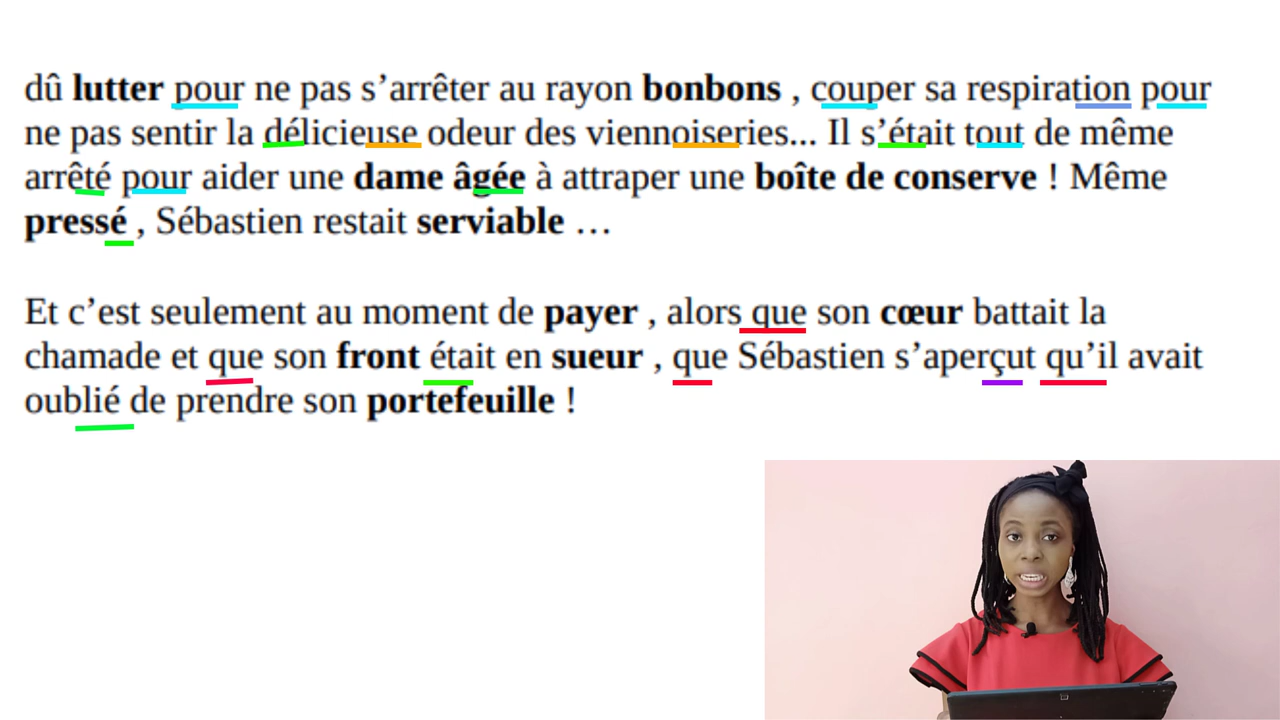 dû lutter pour ne pas s’arrêter au rayon bonbons , couper sa respiration pour
ne pas sentir la délicieuse odeur des viennoiseries... Il s’était tout de même
arrêté pour aider une dame âgée à attraper une boîte de conserve ! Même
pressé , Sébastien restait serviable …
Et c’est seulement au moment de payer , alors que son cœur battait la
chamade et que son front était en sueur , que Sébastien s’aperçut qu’il avait
oublié de prendre son portefeuille !